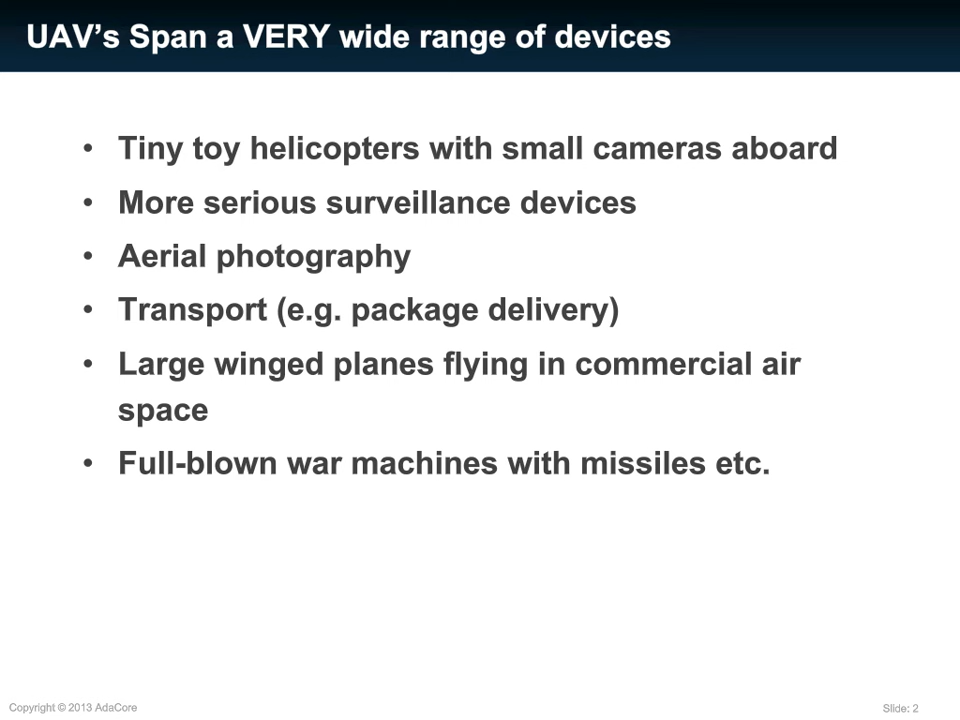 UAV’s Span a VERY wide range of devices
• Tiny toy helicopters with small cameras aboard
• More serious surveillance devices
• Aerial photography
• Transport (e.g. package delivery)
• Large winged planes flying in commercial air
space
• Full-blown war machines with missiles etc.
Copyright © 2013 AdaCore
Slide: 2